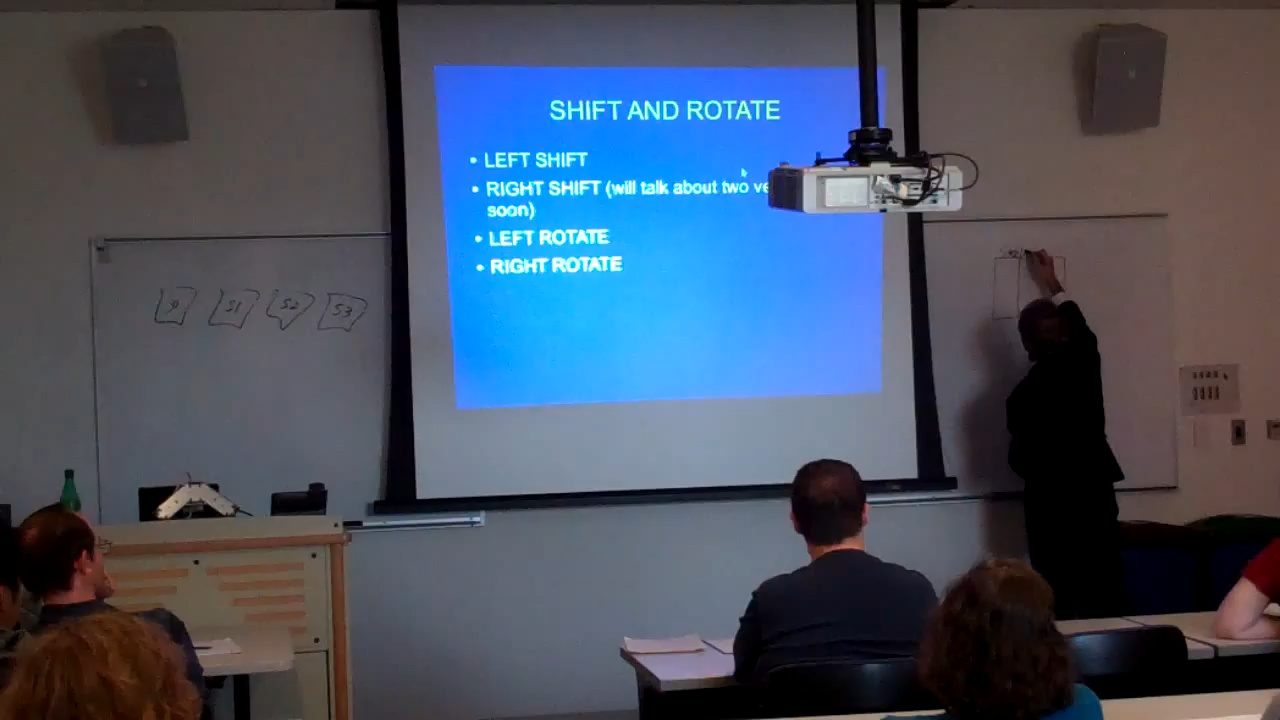 SHIFT AND ROTATE
• LEFT SHIFT
• RIGHT SHIFT (will talk about two
soon)
• LEFT ROTATE
• RIGHT ROTATE
S1 S2 S3